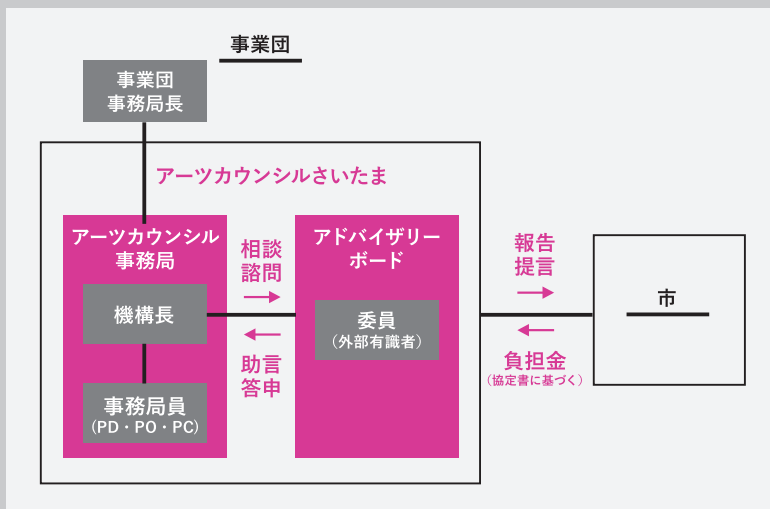 事業団
事業団
事務局長
アーツカウンシルさいたま
アーツカウンシル
事務局
機構長
事務局員
(PD・PO・PC)
相談
諮問
助言
答申
アドバイザリー
ボード
委員
(外部有識者)
報告
提言
負担金
(協定書に基づく)
市